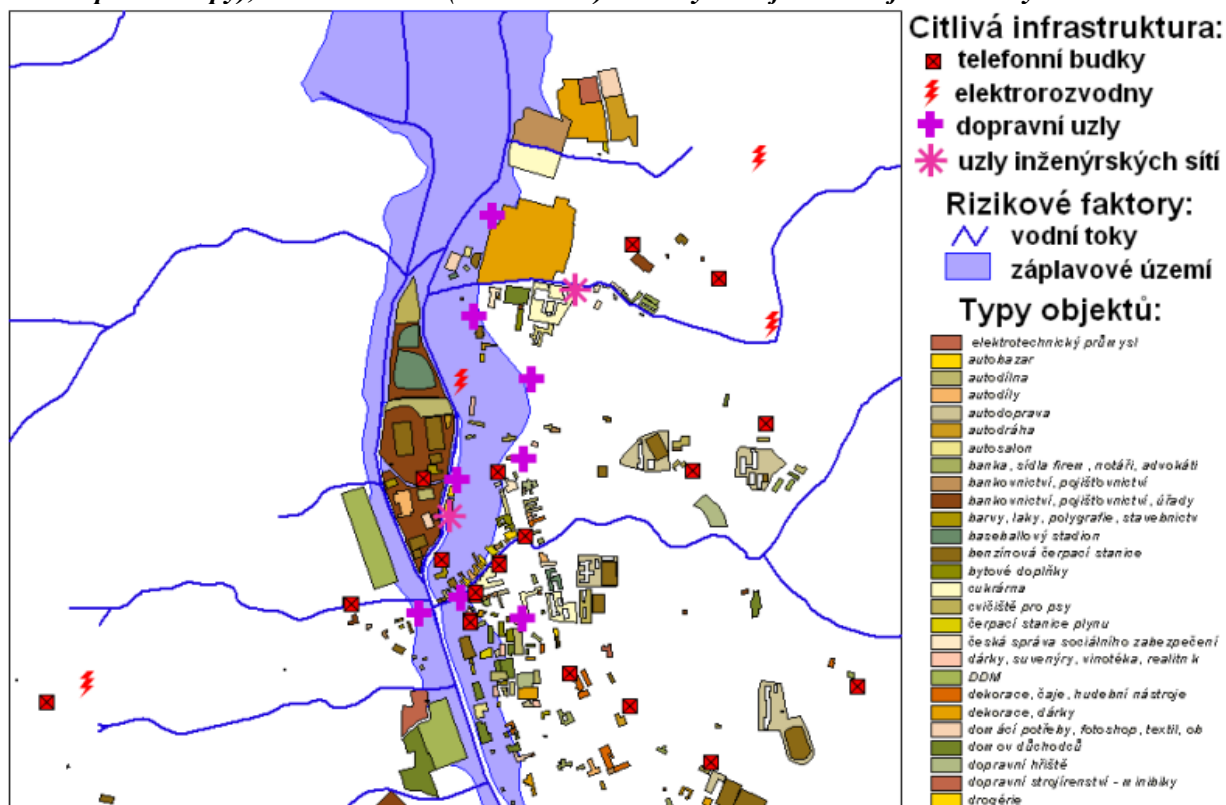 Citlivá infrastruktura:
telefonní budky
elektrorozvodny
dopravní uzly
uzly inženýrských sítí
Rizikové faktory:
vodní toky
záplavové území
Typy objektů:
elektrotechnický průmysl
autobazar
autodílna
autodíly
autodoprava
autodráha
autosalon
banka, sídla firem, notáři, advokáti
bankovnictví, pojišťovnictví
bankovnictví, pojišťovnictví, úřady
barvy, laky, polygrafie, stavebnictv
baseballový stadion
benzínová čerpací stanice
bytové doplňky
cukrárna
cvičiště pro psy
čerpací stanice plynu
česká správa sociálního zabezpečení
dárky, suvenýry, vinotéka, realitn k
DDM
dekorace, čaje, hudební nástroje
dekorace, dárky
domácí potřeby, fotoshop, textil, ob
domov důchodců
dopravní hřiště
dopravní strojírenství - minibiky
drogérie